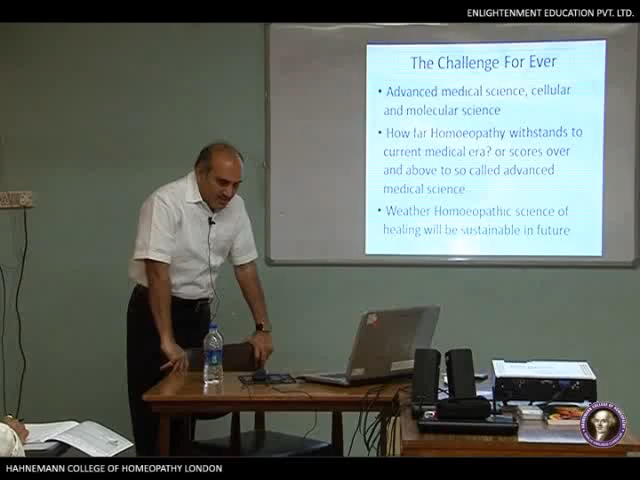 ENLIGHTENMENT EDUCATION PVT. LTD.
The Challenge For Ever
• Advanced medical science, cellular
and molecular science
• How far Homoeopathy withstands to
current medical era? or scores over
and above to so called advanced
medical science
• Weather Homoeopathic science of
healing will be sustainable in future
HAHNEMANN COLLEGE OF HOMEOPATHY LONDON